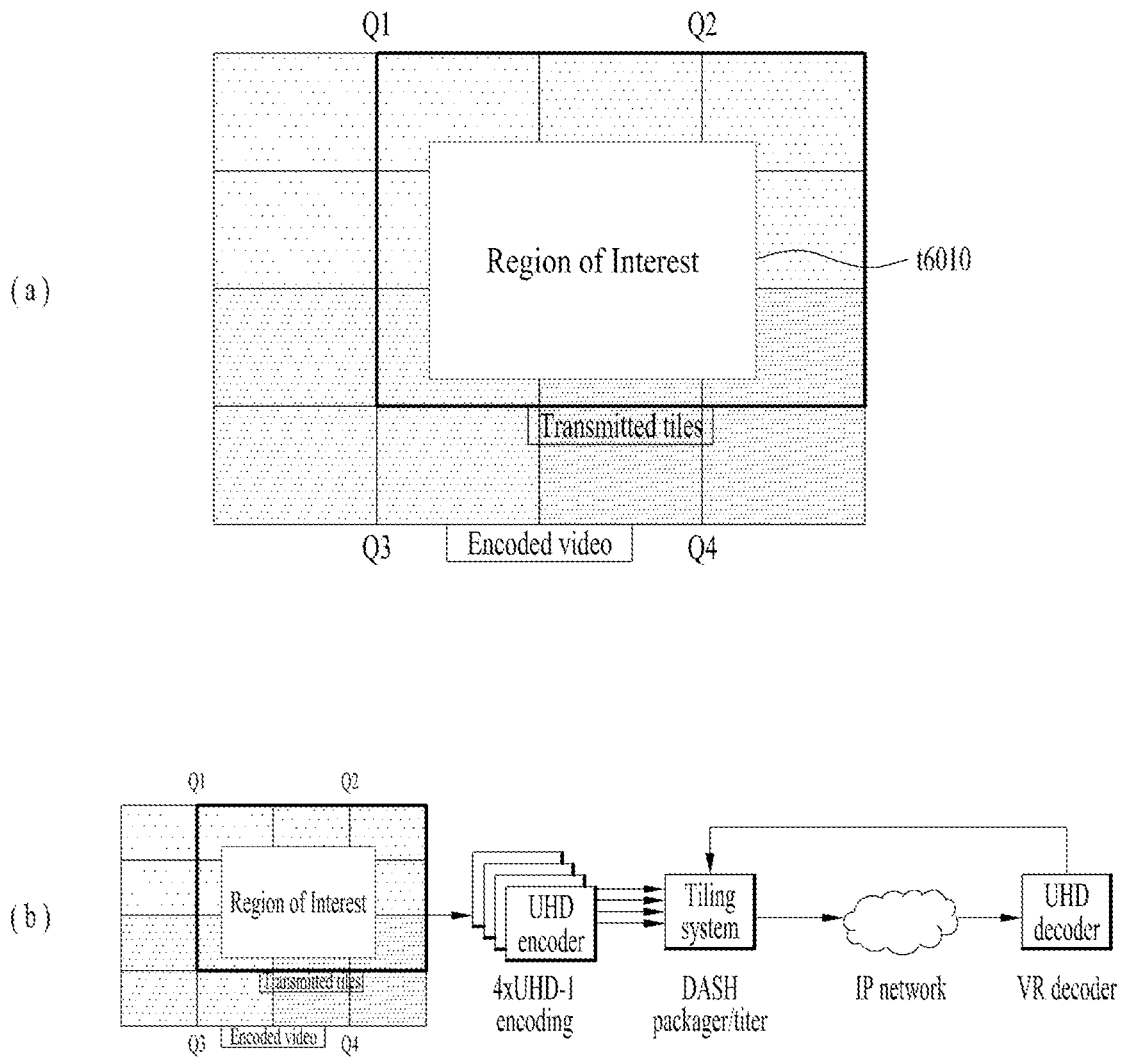 Q1
Q2
Region of Interest
t6010
( a )
Transmitted tiles
Q3
Encoded video
Q4
Q1
Q2
Region of Interest
( b )
UHD
encoder
Tiling
system
UHD
decoder
Transmitted tiles
4xUHD-1
encoding
DASH
packager/titer
IP network
VR decoder
Q3
Encoded video
Q4